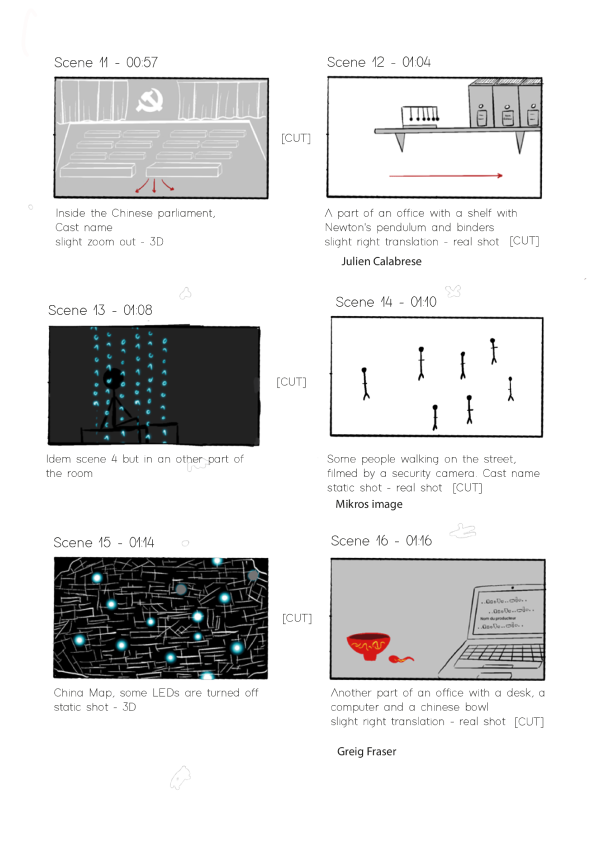 Scene 11 - 00:57
[CUT]
Inside the Chinese parliament,
Cast name
slight zoom out - 3D
Scene 12 - 01:04
A part of an office with a shelf with
Newton's pendulum and binders
slight right translation - real shot [CUT]
Julien Calabrese
Scene 13 - 01:08
[CUT]
Idem scene 4 but in an other part of
the room
Scene 14 - 01:10
Some people walking on the street,
filmed by a security camera. Cast name
static shot - real shot [CUT]
Mikros image
Scene 15 - 01:14
[CUT]
China Map, some LEDs are turned off
static shot - 3D
Scene 16 - 01:16
Nom du producteur
Another part of an office with a desk, a
computer and a chinese bowl
slight right translation - real shot [CUT]
Greig Fraser